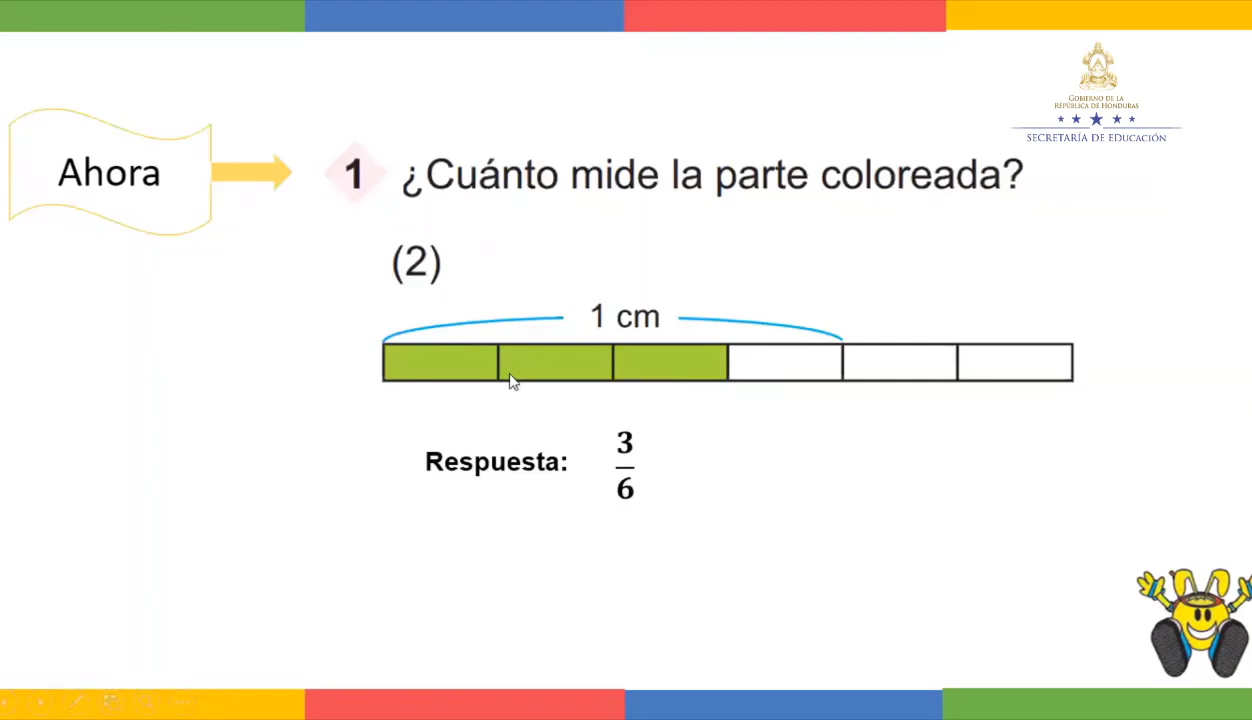 GOBIERNO DE LA
REPÚBLICA DE HONDURAS
SECRETARÍA DE EDUCACIÓN
Ahora
1 ¿Cuánto mide la parte coloreada?
(2)
1 cm
Respuesta: 3/6